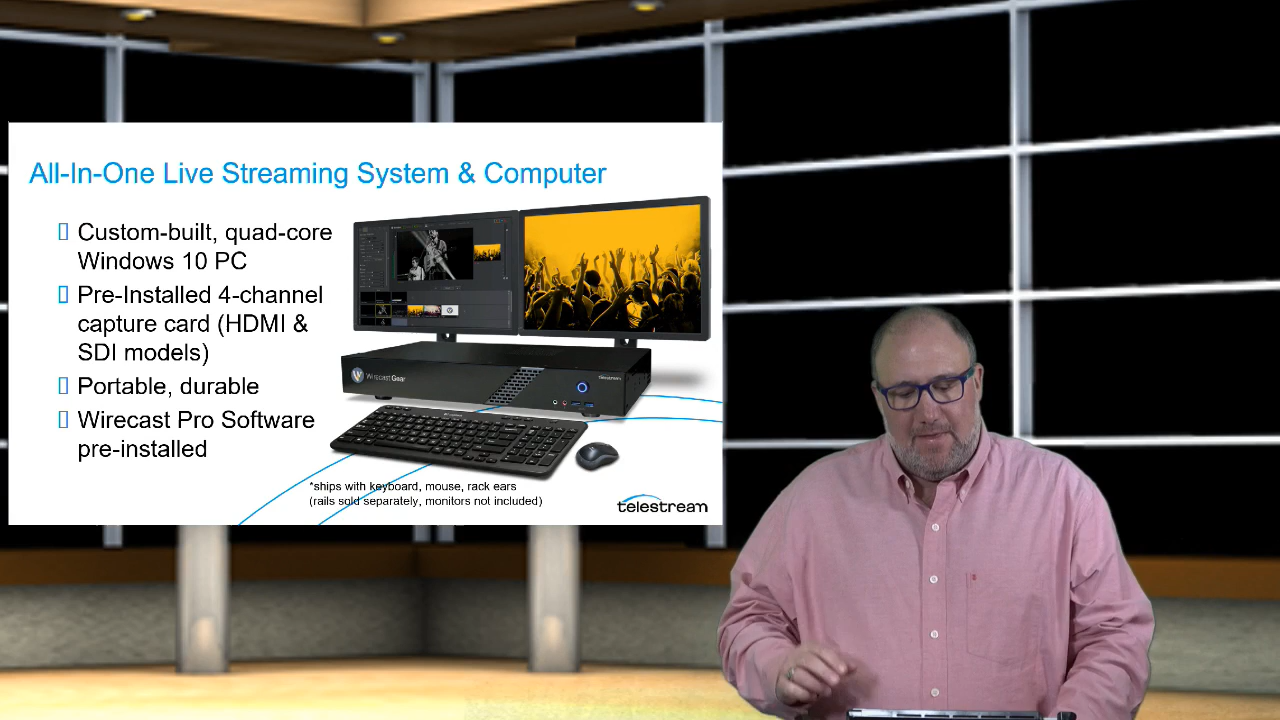 All-In-One Live Streaming System & Computer
Custom-built, quad-core
Windows 10 PC
Pre-Installed 4-channel
capture card (HDMI &
SDI models)
Portable, durable
Wirecast Pro Software
pre-installed
Wirecast Gear
telestream
*ships with keyboard, mouse, rack ears
(rails sold separately, monitors not included)
telestream